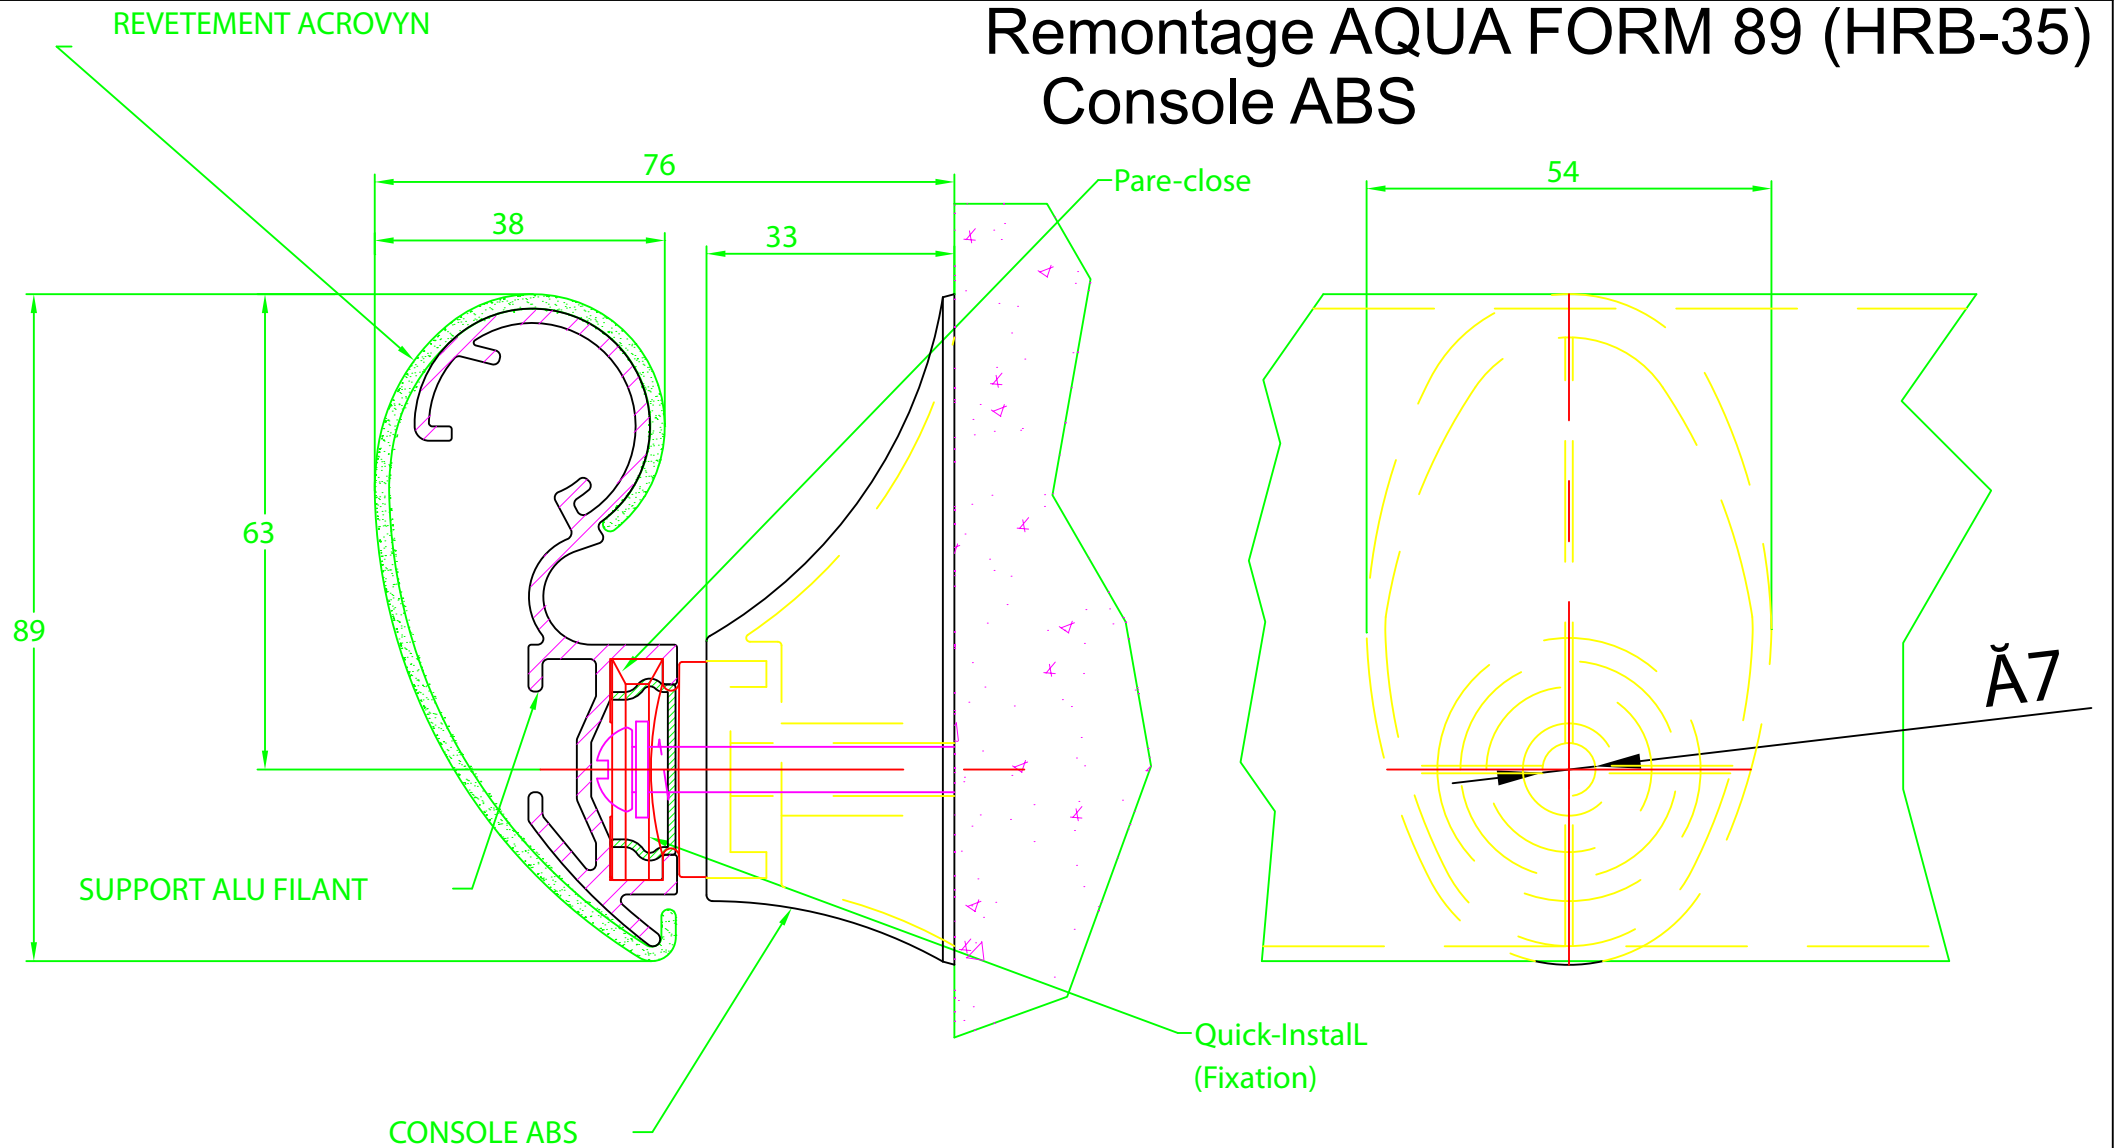 REVETEMENT ACROVYN
Remontage AQUA FORM 89 (HRB-35)
Console ABS
76
Pare-close
54
38
33
63
89
Ă7
SUPPORT ALU FILANT
Quick-InstalL
(Fixation)
CONSOLE ABS